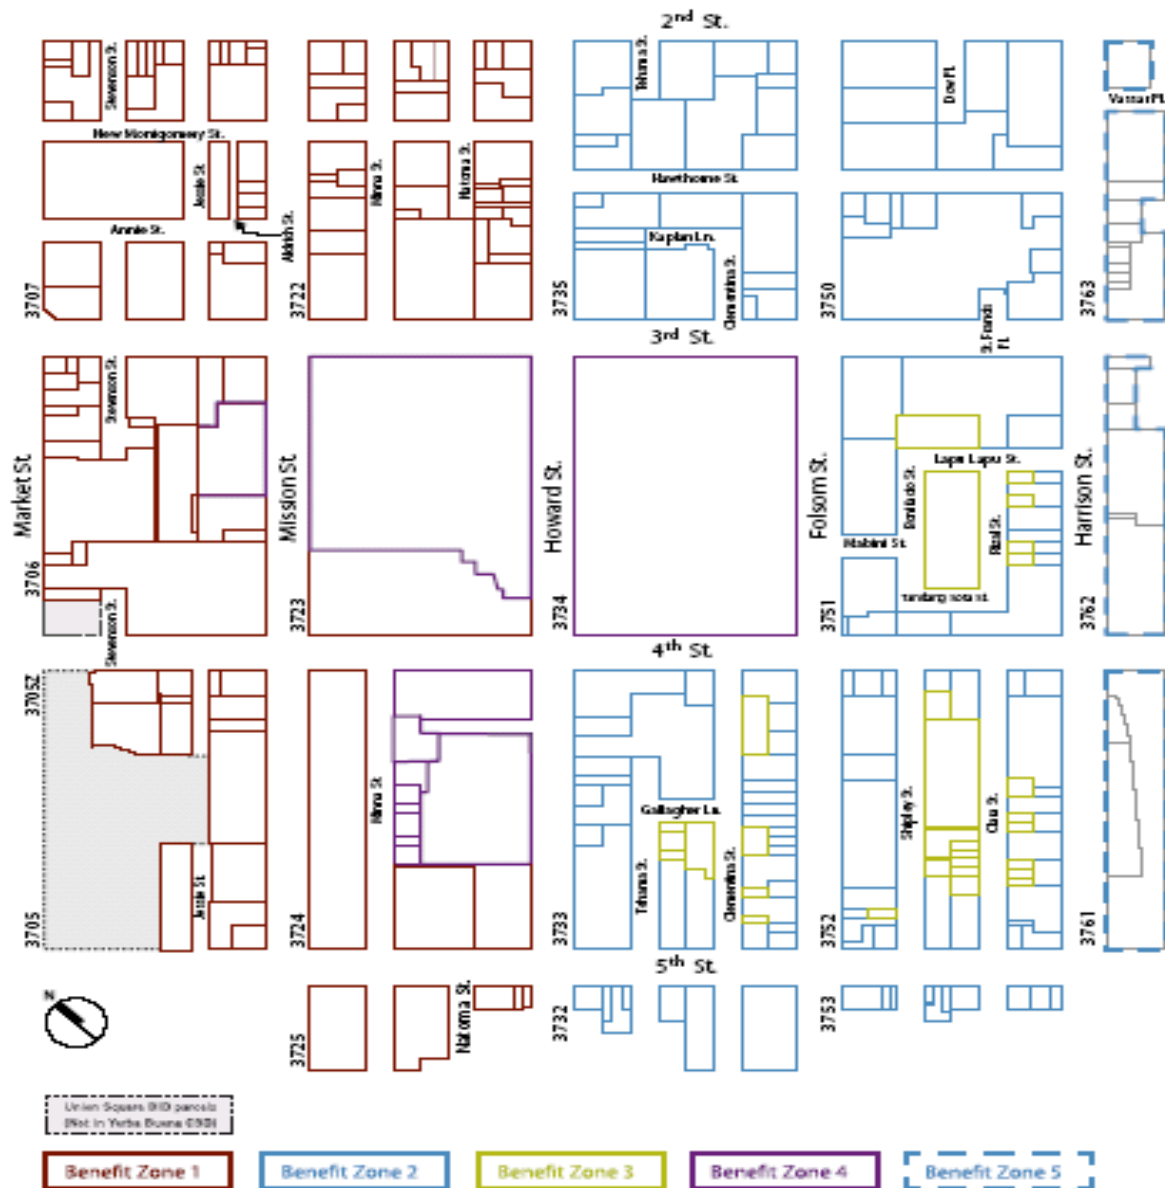 2nd St.
Stevenson St.
Tehama St.
Dow Pl.
Vassar Pl.
New Montgomery St.
Jessie St.
Minna St.
Natoma St.
Hawthorne St.
Annie St.
Aldrich St.
Kaplan Ln.
Clementina St.
3707
3722
3735
3750
3763
St. Francis Pl.
3rd St.
Stevenson St.
Market St.
Mission St.
Howard St.
Folsom St.
Harrison St.
Lapu Lapu St.
Bonifacio St.
Rizal St.
Mabini St.
Tandang Sora St.
3706
3723
3734
3751
3762
Stevenson St.
4th St.
3705Z
Minna St.
Gallagher Ln.
Tehama St.
Clementina St.
Shipley St.
Clara St.
Jessie St.
3705
3724
3733
3752
3761
5th St.
N
Natoma St.
3725
3732
3753
Union Square BID parcels
(Not in Yerba Buena CBD)
Benefit Zone 1
Benefit Zone 2
Benefit Zone 3
Benefit Zone 4
Benefit Zone 5